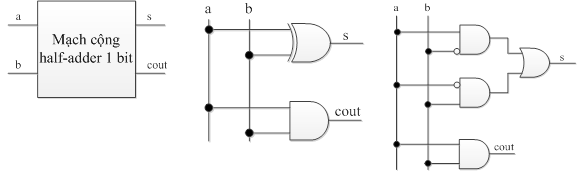 a
s
Mạch cộng
half-adder 1 bit
b
cout
a b
s
cout
a b
s
cout